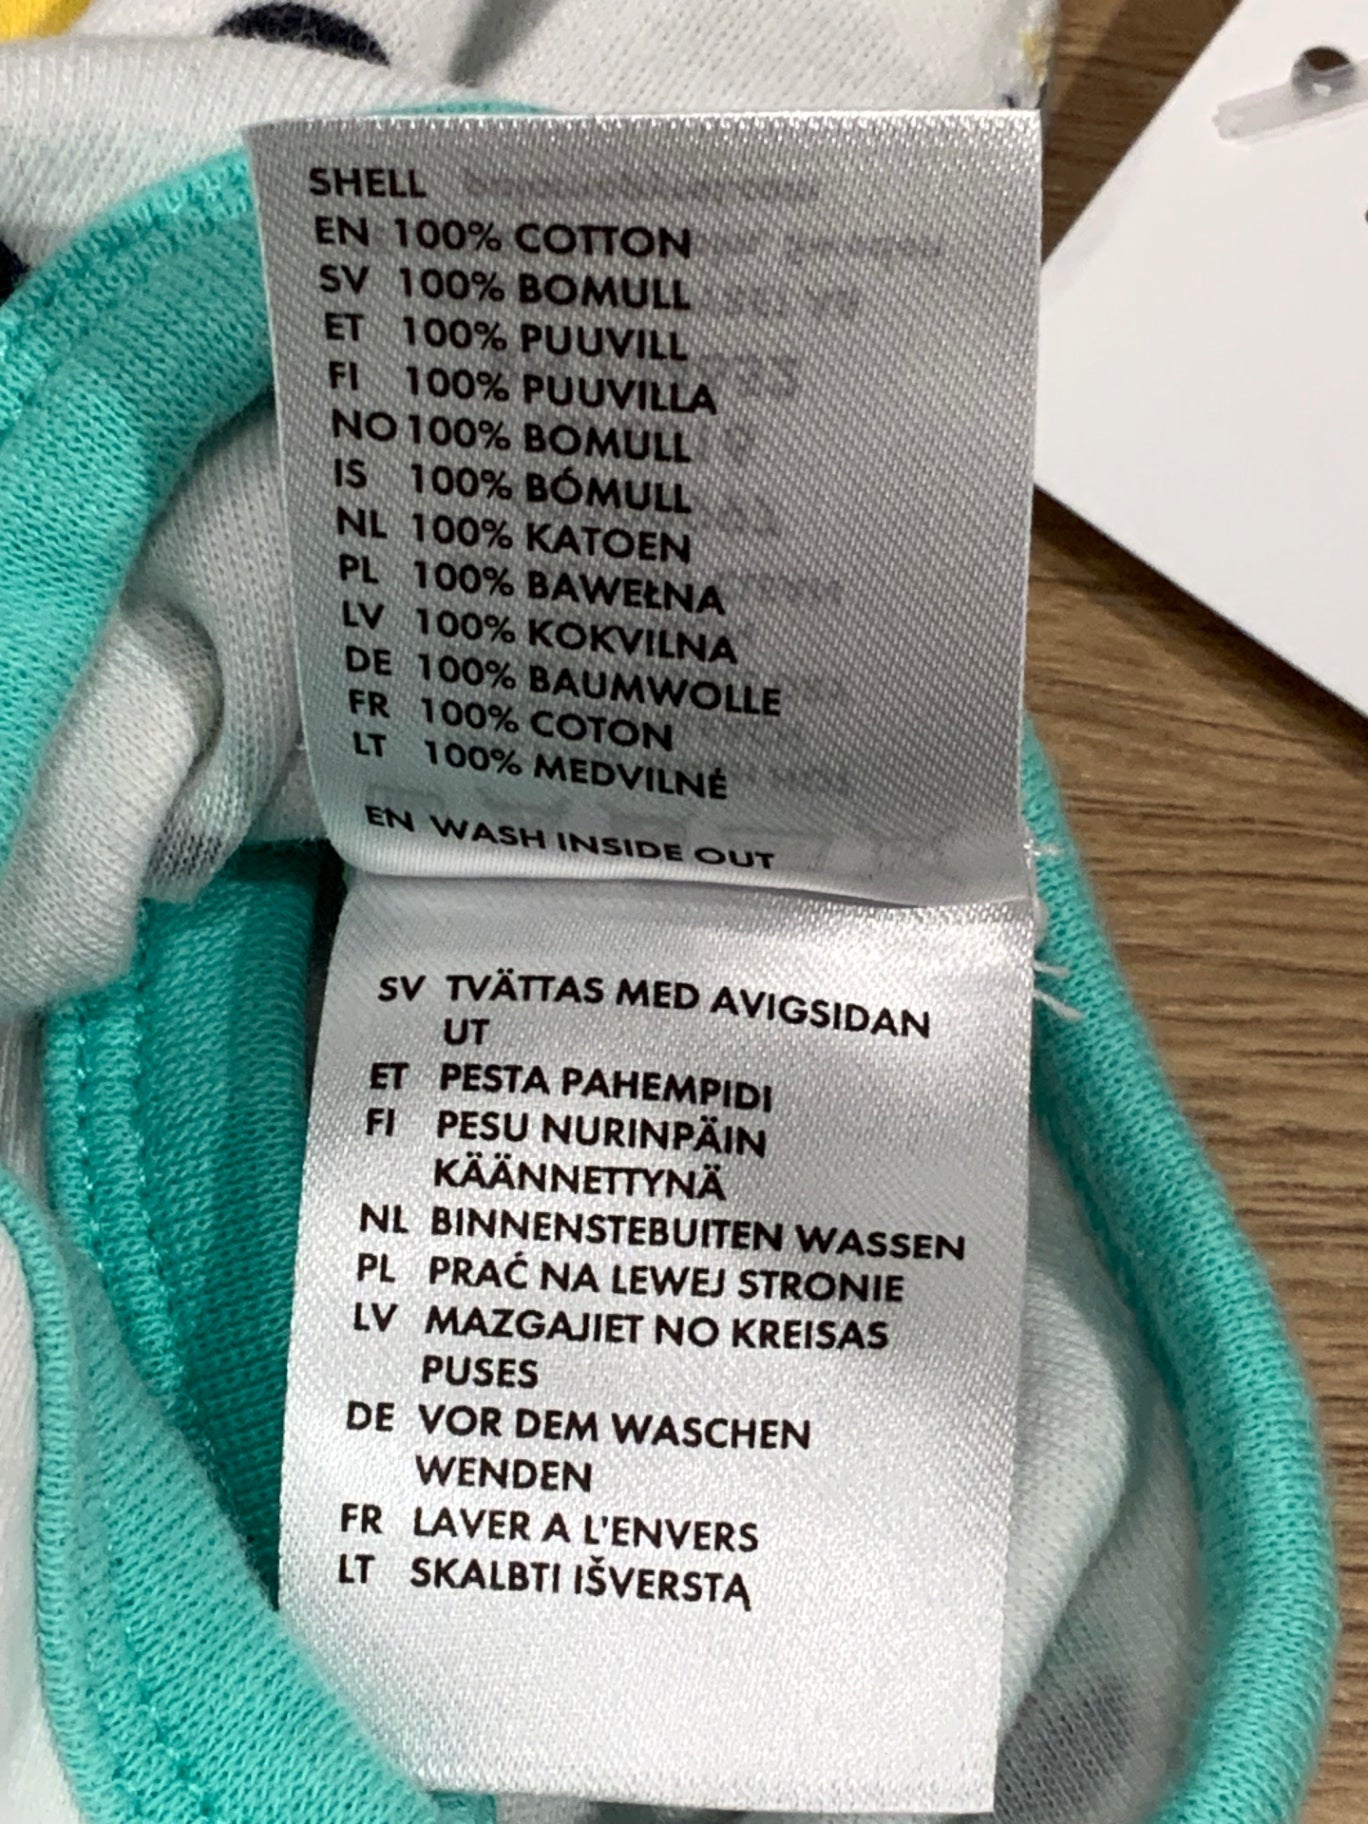 SHELL
EN 100% COTTON
SV 100% BOMULL
ET 100% PUUVILL
FI 100% PUUVILLA
NO 100% BOMULL
IS 100% BÓMULL
NL 100% KATOEN
PL 100% BAWEŁNA
LV 100% KOKVILNA
DE 100% BAUMWOLLE
FR 100% COTON
LT 100% MEDVILNÉ
EN WASH INSIDE OUT
SV TVÄTTAS MED AVIGSIDAN
UT
ET PESTA PAHEMPIDI
FI PESU NURINPÄIN
KÄÄNNETTYNÄ
NL BINNENSTEBUITEN WASSEN
PL PRAĆ NA LEWEJ STRONIE
LV MAZGAJIET NO KREISAS
PUSES
DE VOR DEM WASCHEN
WENDEN
FR LAVER A L'ENVERS
LT SKALBTI IŠVERSTĄ